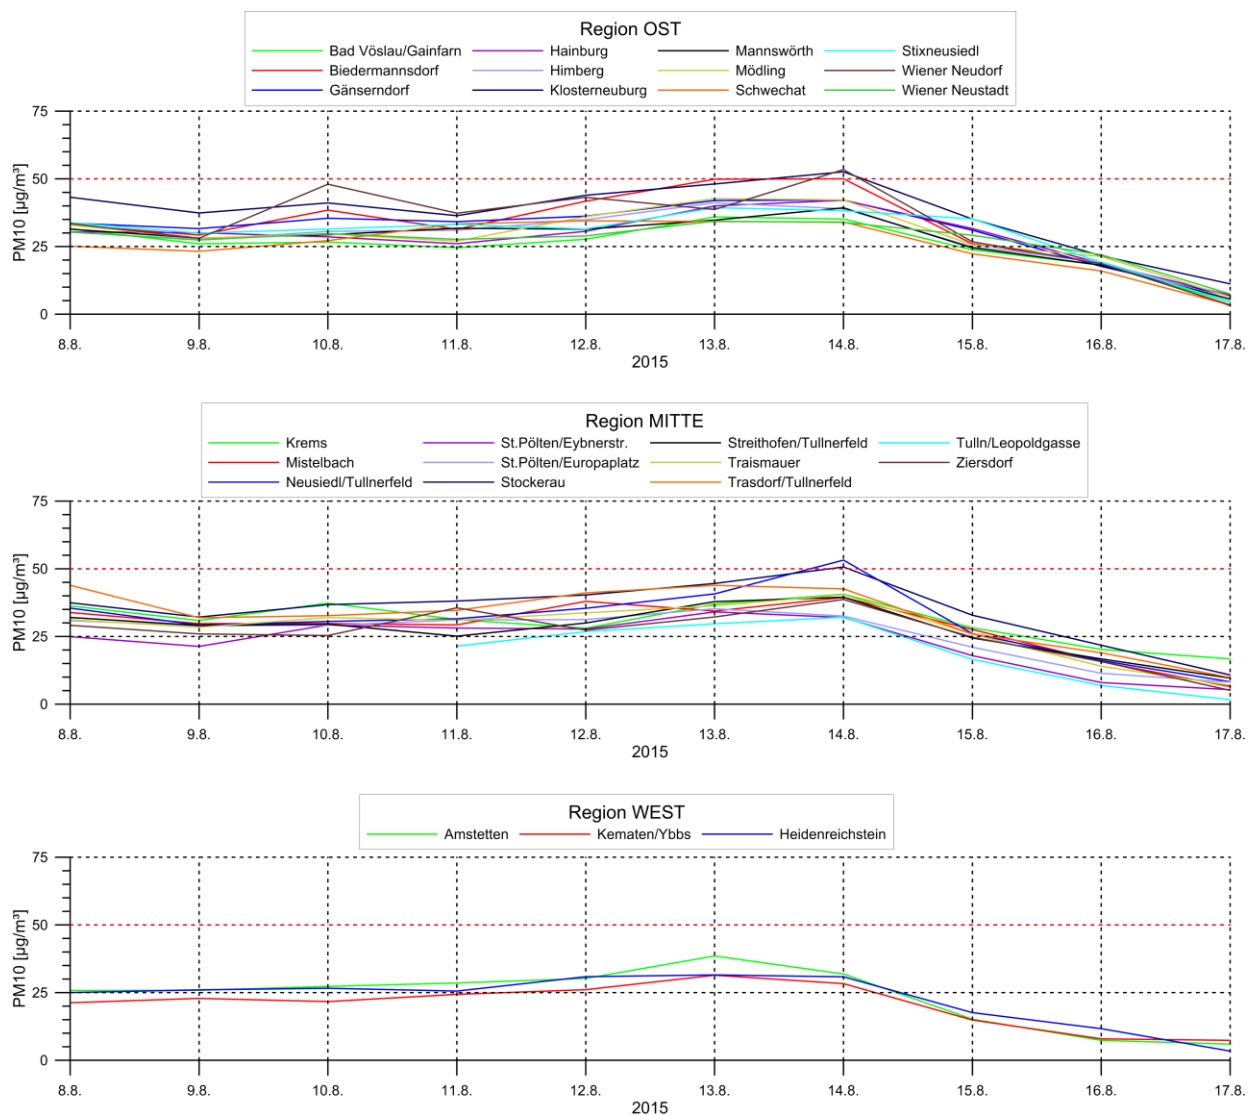 Region OST
Bad Vöslau/Gainfarn Hainburg Mannswörth Stixneusiedl
Biedermannsdorf Himberg Mödling Wiener Neudorf
Gänserndorf Klosterneuburg Schwechat Wiener Neustadt
75
50
25
0
PM10 [µg/m³]
8.8. 9.8. 10.8. 11.8. 12.8. 13.8. 14.8. 15.8. 16.8. 17.8.
2015
Region MITTE
Krems St.Pölten/Eybnerstr. Streithofen/Tullnerfeld Tulln/Leopoldgasse
Mistelbach St.Pölten/Europaplatz Traismauer Ziersdorf
Neusiedl/Tullnerfeld Stockerau Trasdorf/Tullnerfeld
75
50
25
0
PM10 [µg/m³]
8.8. 9.8. 10.8. 11.8. 12.8. 13.8. 14.8. 15.8. 16.8. 17.8.
2015
Region WEST
Amstetten Kematen/Ybbs Heidenreichstein
75
50
25
0
PM10 [µg/m³]
8.8. 9.8. 10.8. 11.8. 12.8. 13.8. 14.8. 15.8. 16.8. 17.8.
2015